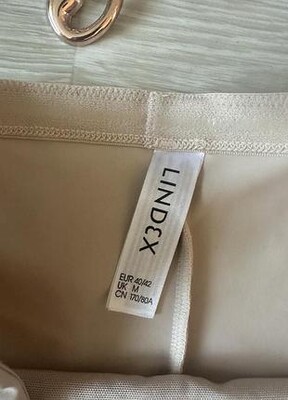 LINDEX
EUR 40/42
UK M
CN 170/80A